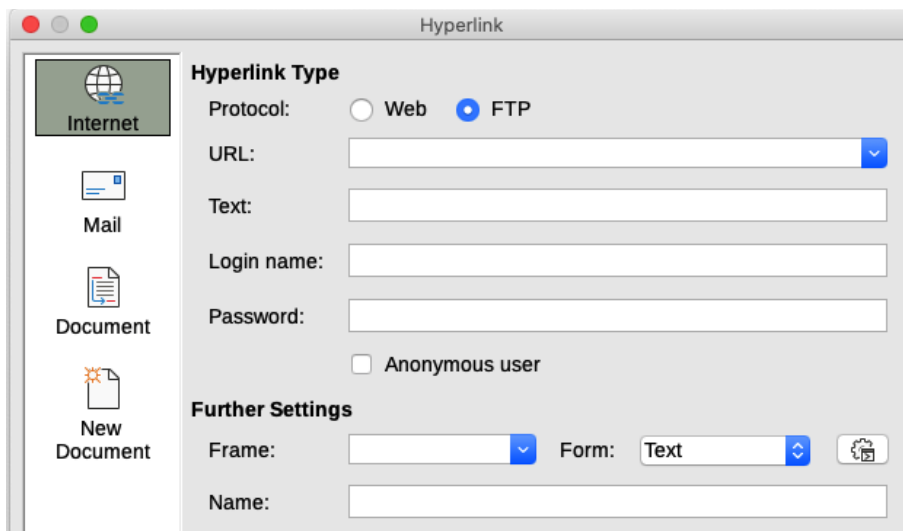 Hyperlink
Internet
Mail
Document
New
Document
Hyperlink Type
Protocol: Web FTP
URL:
Text:
Login name:
Password:
Anonymous user
Further Settings
Frame: Form: Text
Name: